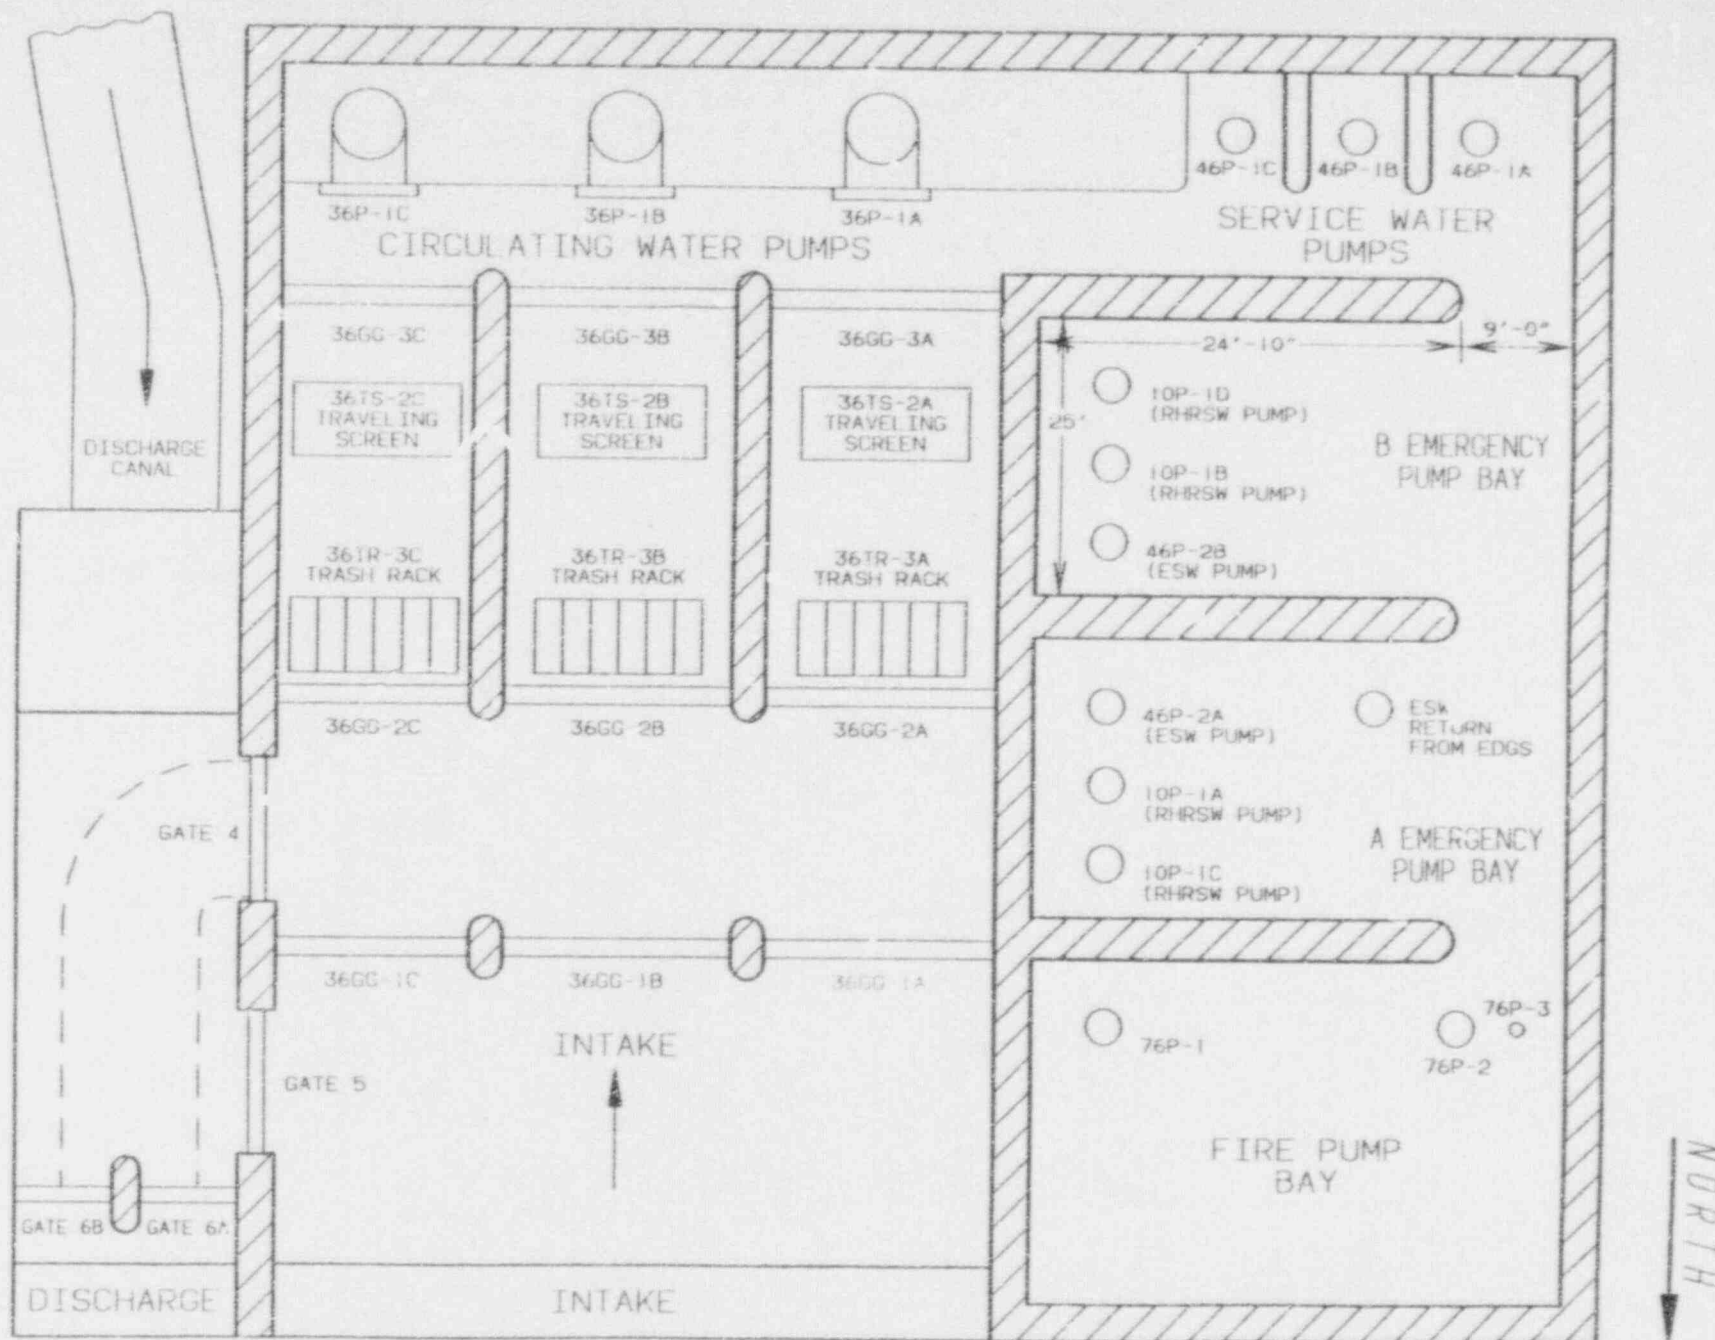 46P-1C
46P-1B
46P-1A
36P-1C
36P-1B
36P-1A
CIRCULATING WATER PUMPS
SERVICE WATER
PUMPS
36GG-3C
36GG-3B
36GG-3A
24'-10"
9'-0"
25'
36TS-2C
TRAVELING
SCREEN
36TS-2B
TRAVELING
SCREEN
36TS-2A
TRAVELING
SCREEN
10P-1D
(RHRSW PUMP)
10P-1B
(RHRSW PUMP)
46P-2B
(ESW PUMP)
B EMERGENCY
PUMP BAY
DISCHARGE
CANAL
36TR-3C
TRASH RACK
36TR-3B
TRASH RACK
36TR-3A
TRASH RACK
36GG-2C
36GG-2B
36GG-2A
46P-2A
(ESW PUMP)
ESW
RETURN
FROM EDGS
10P-1A
(RHRSW PUMP)
10P-1C
(RHRSW PUMP)
A EMERGENCY
PUMP BAY
GATE 4
36GG-1C
36GG-1B
36GG-1A
INTAKE
GATE 5
76P-1
76P-2
76P-3
FIRE PUMP
BAY
GATE 6B
GATE 6A
DISCHARGE
INTAKE
NORTH